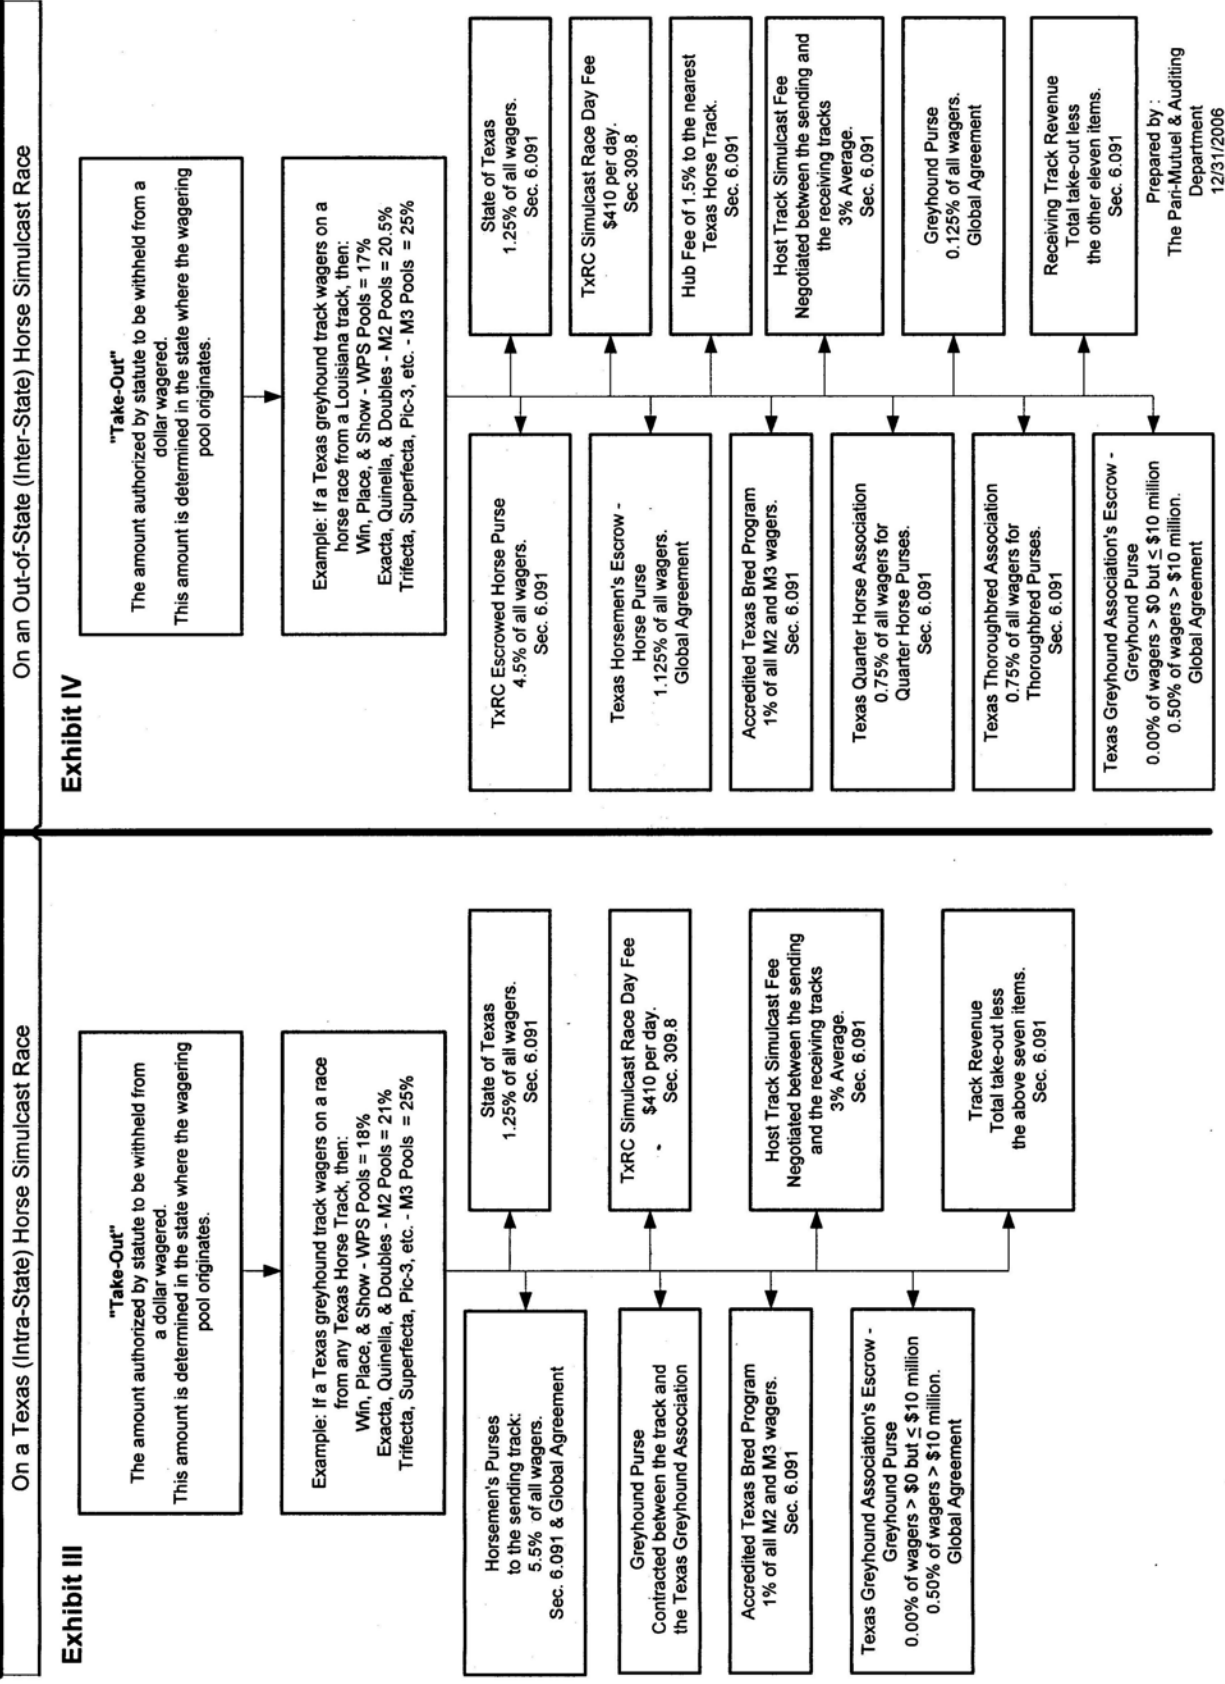 On a Texas (Intra-State) Horse Simulcast Race
Exhibit III
"Take-Out"
The amount authorized by statute to be withheld from
a dollar wagered.
This amount is determined in the state where the wagering
pool originates.
Example: If a Texas greyhound track wagers on a race
from any Texas Horse Track, then:
Win, Place, & Show - WPS Pools = 18%
Exacta, Quinella, & Doubles - M2 Pools = 21%
Trifecta, Superfecta, Pic-3, etc. - M3 Pools = 25%
Horsemen's Purses
to the sending track:
5.5% of all wagers.
Sec. 6.091 & Global Agreement
State of Texas
1.25% of all wagers.
Sec. 6.091
Greyhound Purse
Contracted between the track and
the Texas Greyhound Association
TxRC Simulcast Race Day Fee
$410 per day.
Sec. 309.8
Accredited Texas Bred Program
1% of all M2 and M3 wagers.
Sec. 6.091
Host Track Simulcast Fee
Negotiated between the sending
and the receiving tracks
3% Average.
Sec. 6.091
Texas Greyhound Association's Escrow -
Greyhound Purse
0.00% of wagers > $0 but ≤ $10 million
0.50% of wagers > $10 million.
Global Agreement
Track Revenue
Total take-out less
the above seven items.
Sec. 6.091
On an Out-of-State (Inter-State) Horse Simulcast Race
Exhibit IV
"Take-Out"
The amount authorized by statute to be withheld from a
dollar wagered.
This amount is determined in the state where the wagering
pool originates.
Example: If a Texas greyhound track wagers on a
horse race from a Louisiana track, then:
Win, Place, & Show - WPS Pools = 17%
Exacta, Quinella, & Doubles - M2 Pools = 20.5%
Trifecta, Superfecta, Pic-3, etc. - M3 Pools = 25%
TxRC Escrowed Horse Purse
4.5% of all wagers.
Sec. 6.091
State of Texas
1.25% of all wagers.
Sec. 6.091
Texas Horsemen's Escrow -
Horse Purse
1.125% of all wagers.
Global Agreement
TxRC Simulcast Race Day Fee
$410 per day.
Sec 309.8
Accredited Texas Bred Program
1% of all M2 and M3 wagers.
Sec. 6.091
Hub Fee of 1.5% to the nearest
Texas Horse Track.
Sec. 6.091
Texas Quarter Horse Association
0.75% of all wagers for
Quarter Horse Purses.
Sec. 6.091
Host Track Simulcast Fee
Negotiated between the sending and
the receiving tracks
3% Average.
Sec. 6.091
Texas Thoroughbred Association
0.75% of all wagers for
Thoroughbred Purses.
Sec. 6.091
Greyhound Purse
0.125% of all wagers.
Global Agreement
Texas Greyhound Association's Escrow -
Greyhound Purse
0.00% of wagers > $0 but ≤ $10 million
0.50% of wagers > $10 million.
Global Agreement
Receiving Track Revenue
Total take-out less
the other eleven items.
Sec. 6.091
Prepared by :
The Pari-Mutuel & Auditing
Department
12/31/2006